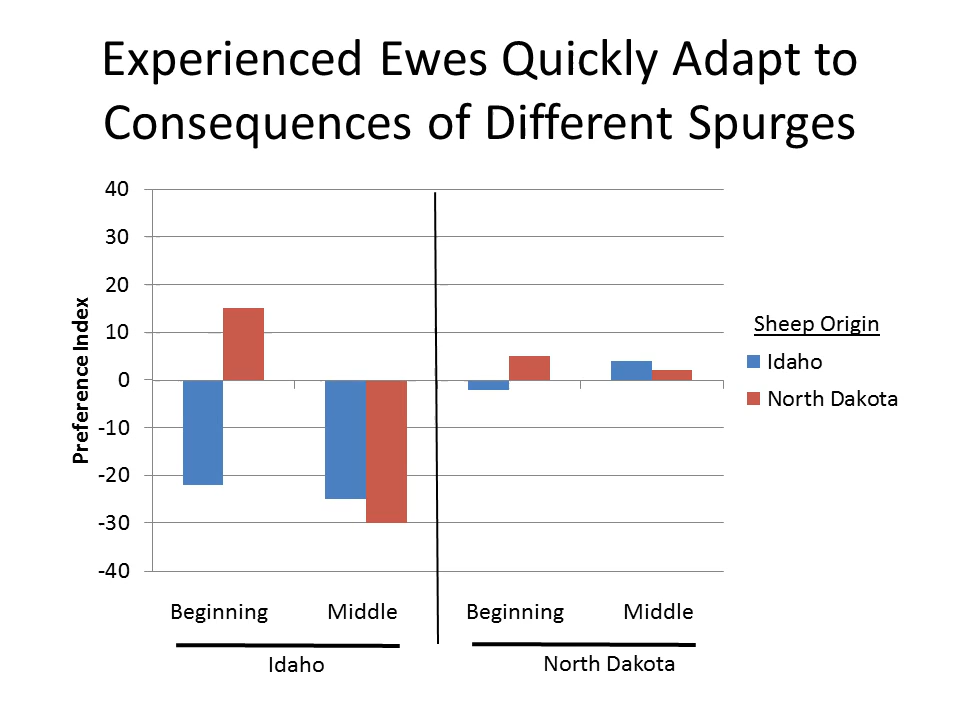 Experienced Ewes Quickly Adapt to
Consequences of Different Spurges
40
30
20
10
0
-10
-20
-30
-40
Preference Index
Sheep Origin
Idaho
North Dakota
Beginning Middle Beginning Middle
Idaho North Dakota